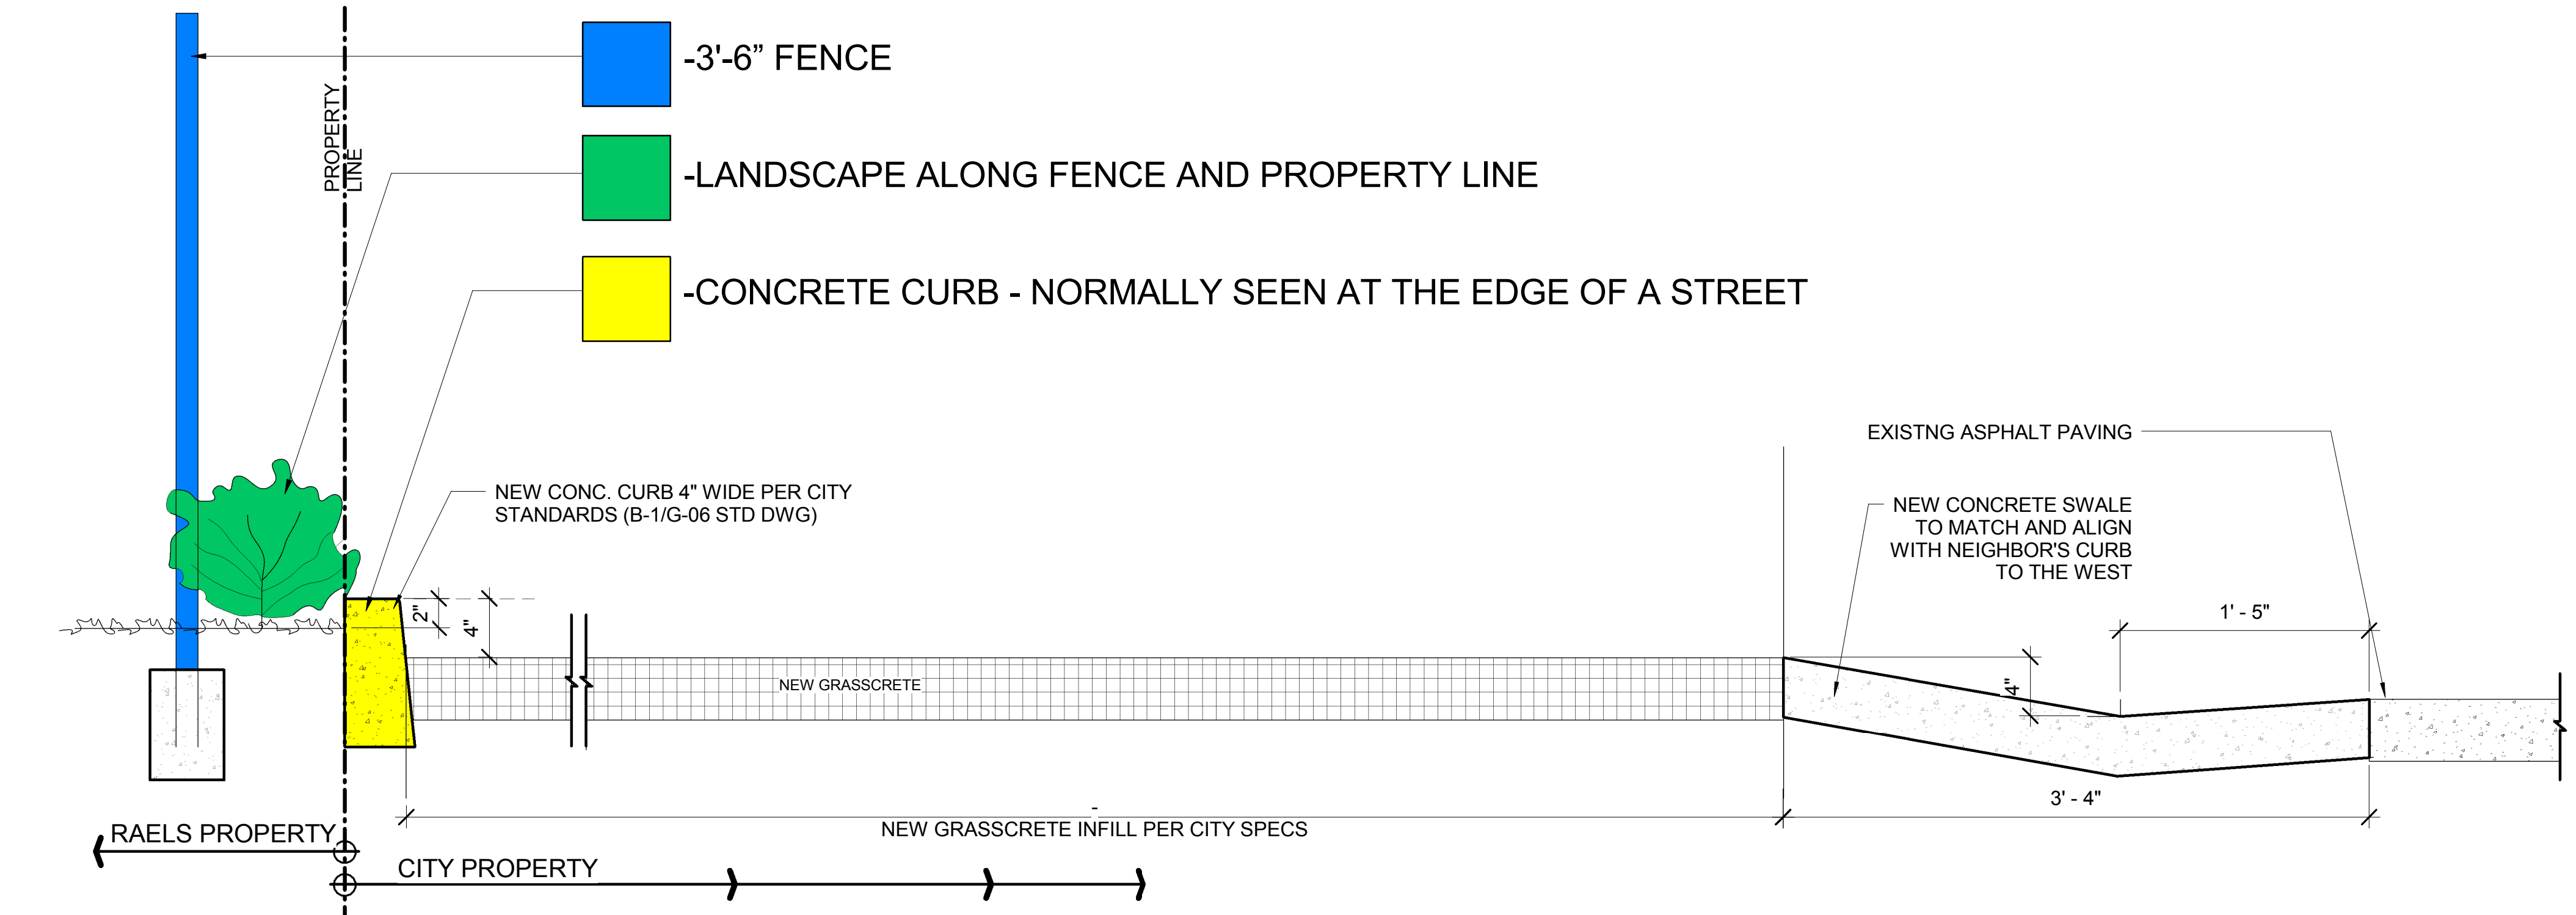 -3'-6” FENCE
PROPERTY
LINE
-LANDSCAPE ALONG FENCE AND PROPERTY LINE
-CONCRETE CURB - NORMALLY SEEN AT THE EDGE OF A STREET
EXISTNG ASPHALT PAVING
NEW CONC. CURB 4" WIDE PER CITY
STANDARDS (B-1/G-06 STD DWG)
NEW CONCRETE SWALE
TO MATCH AND ALIGN
WITH NEIGHBOR'S CURB
TO THE WEST
2"
4"
1' - 5"
NEW GRASSCRETE
4"
3' - 4"
-
NEW GRASSCRETE INFILL PER CITY SPECS
RAELS PROPERTY
CITY PROPERTY